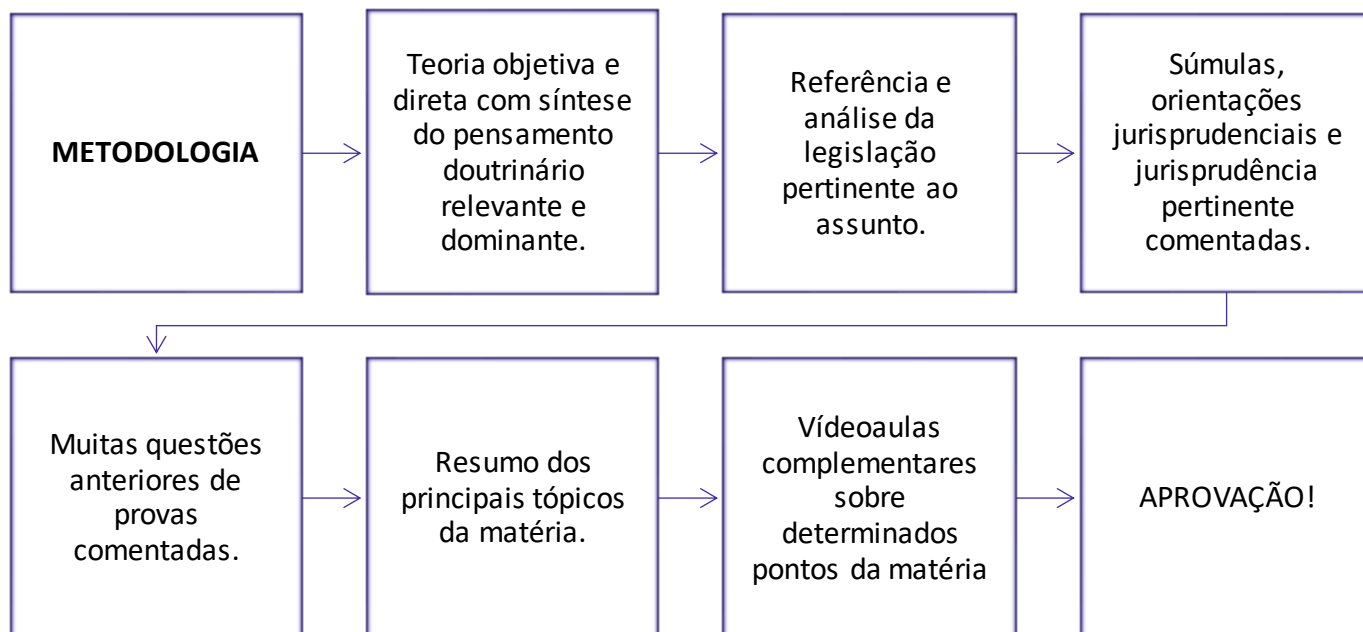 METODOLOGIA
Teoria objetiva e
direta com síntese
do pensamento
doutrinário
relevante e
dominante.
Referência e
análise da
legislação
pertinente ao
assunto.
Súmulas,
orientações
jurisprudenciais e
jurisprudência
pertinente
comentadas.
Muitas questões
anteriores de
provas
comentadas.
Resumo dos
principais tópicos
da matéria.
Vídeoaulas
complementares
sobre
determinados
pontos da matéria
APROVAÇÃO!